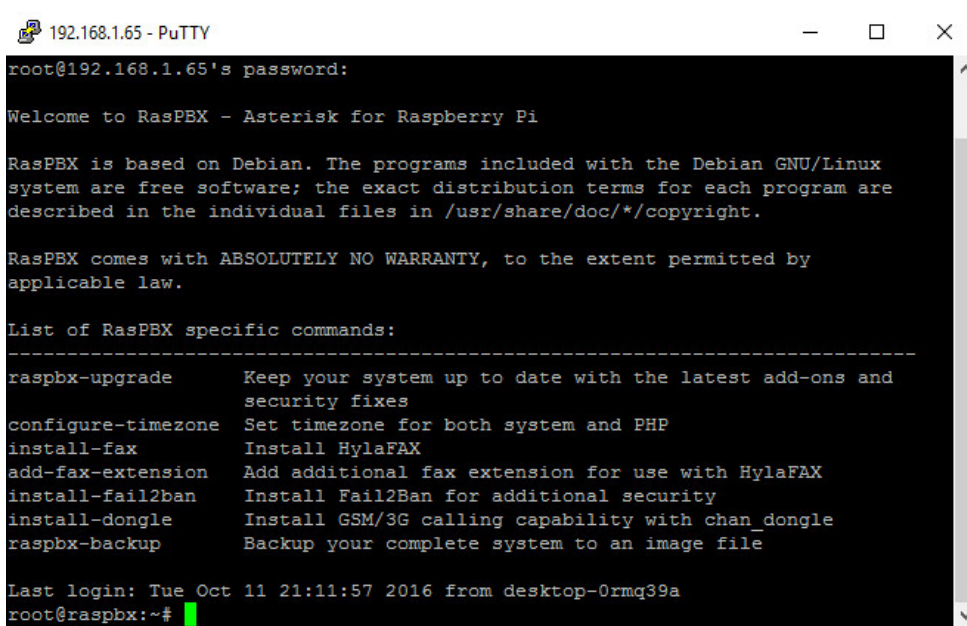 192.168.1.65 - PuTTY
root@192.168.1.65's password:
Welcome to RasPBX - Asterisk for Raspberry Pi
RasPBX is based on Debian. The programs included with the Debian GNU/Linux
system are free software; the exact distribution terms for each program are
described in the individual files in /usr/share/doc/*/copyright.
RasPBX comes with ABSOLUTELY NO WARRANTY, to the extent permitted by
applicable law.
List of RasPBX specific commands:
-----------------------------------------------------------------------------
raspbx-upgrade      Keep your system up to date with the latest add-ons and
                    security fixes
configure-timezone  Set timezone for both system and PHP
install-fax         Install HylaFAX
add-fax-extension   Add additional fax extension for use with HylaFAX
install-fail2ban    Install Fail2Ban for additional security
install-dongle      Install GSM/3G calling capability with chan_dongle
raspbx-backup       Backup your complete system to an image file
Last login: Tue Oct 11 21:11:57 2016 from desktop-0rmq39a
root@raspbx:~#